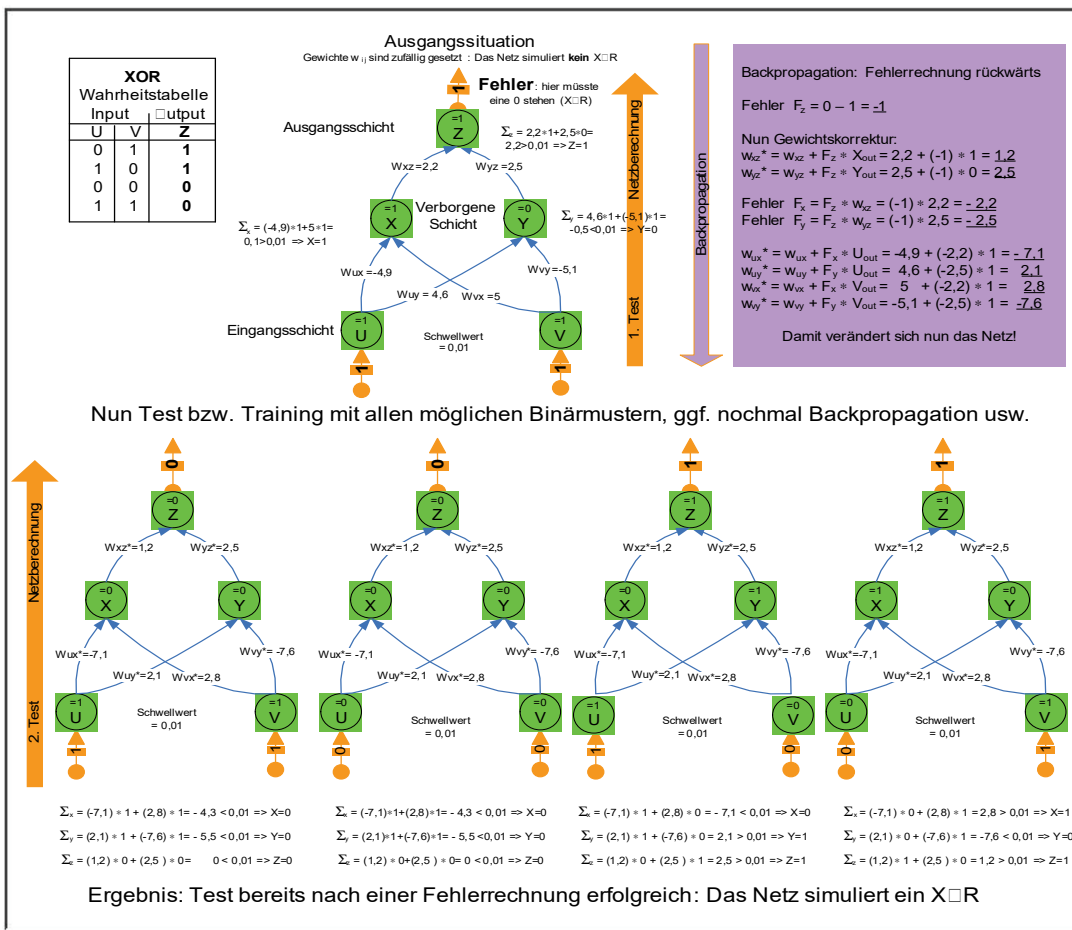 XOR
Wahrheitstabelle
Input □utput
U V Z
0 1 1
1 0 1
0 0 0
1 1 0
Ausgangssituation
Gewichte w ij sind zufällig gesetzt : Das Netz simuliert kein X□R
1
Fehler: hier müsste
eine 0 stehen (X□R)
Ausgangsschicht
=1
Z
Σz = 2,2*1+2,5*0=
2,2>0,01 => Z=1
Wxz=2,2
Wyz=2,5
Σx = (-4,9)*1+5*1=
0,1>0,01 => X=1
=1
X
Verborgene
Schicht
=0
Y
Σy = 4,6*1+(-5,1)*1=
-0,5<0,01 => Y=0
Wux =-4,9
Wuy = 4,6
Wvx =5
Wvy=-5,1
Eingangsschicht
=1
U
Schwellwert
= 0,01
=1
V
1
1
1. Test
Netzberechnung
Backpropagation
Backpropagation: Fehlerrechnung rückwärts
Fehler Fz = 0 – 1 = -1
Nun Gewichtskorrektur:
wxz* = wxz + Fz * Xout = 2,2 + (-1) * 1 = 1,2
wyz* = wyz + Fz * Yout = 2,5 + (-1) * 0 = 2,5
Fehler Fx = Fz * wxz = (-1) * 2,2 = - 2,2
Fehler Fy = Fz * wyz = (-1) * 2,5 = - 2,5
wux* = wux + Fx * Uout = -4,9 + (-2,2) * 1 = - 7,1
wuy* = wuy + Fy * Uout = 4,6 + (-2,5) * 1 = 2,1
wvx* = wvx + Fx * Vout = 5 + (-2,2) * 1 = 2,8
wvy* = wvy + Fy * Vout = -5,1 + (-2,5) * 1 = -7,6
Damit verändert sich nun das Netz!
Nun Test bzw. Training mit allen möglichen Binärmustern, ggf. nochmal Backpropagation usw.
2. Test
Netzberechnung
0
=0
Z
Wxz*=1,2
Wyz*=2,5
=0
X
=0
Y
Wux*=-7,1
Wuy*=2,1
Wvx*=2,8
Wvy*= -7,6
=1
U
Schwellwert
= 0,01
=1
V
1
1
Σx = (-7,1) * 1 + (2,8) * 1= - 4,3 < 0,01 => X=0
Σy = (2,1) * 1 + (-7,6) * 1= - 5,5 <0,01 => Y=0
Σz = (1,2) * 0 + (2,5 ) * 0= 0 < 0,01 => Z=0
0
=0
Z
Wxz*=1,2
Wyz*=2,5
=0
X
=0
Y
Wux*=-7,1
Wuy*=2,1
Wvx*=2,8
Wvy*= -7,6
=0
U
Schwellwert
= 0,01
=0
V
0
0
Σx = (-7,1)*1+(2,8)*1= - 4,3 < 0,01 => X=0
Σy = (2,1)*1+(-7,6)*1= - 5,5 <0,01 => Y=0
Σz = (1,2)* 0+(2,5 ) * 0= 0 < 0,01 => Z=0
1
=1
Z
Wxz*=1,2
Wyz*=2,5
=0
X
=1
Y
Wux*=-7,1
Wuy*=2,1
Wvx*=2,8
Wvy*= -7,6
=1
U
Schwellwert
=0,01
=0
V
1
0
Σx = (-7,1) * 1 + (2,8) * 0 = - 7,1 < 0,01 => X=0
Σy = (2,1) * 1 + (-7,6) * 0 = 2,1 > 0,01 => Y=1
Σz = (1,2) * 0 + (2,5 ) * 1 = 2,5 > 0,01 => Z=1
1
=1
Z
Wxz*=1,2
Wyz*=2,5
=1
X
=0
Y
Wux*=-7,1
Wuy*=2,1
Wvx*=2,8
Wvy*= -7,6
=0
U
Schwellwert
= 0,01
=1
V
0
1
Σx = (-7,1) * 0 + (2,8) * 1 = 2,8 > 0,01 => X=1
Σy = (2,1) * 0 + (-7,6) * 1 = -7,6 < 0,01 => Y=0
Σz = (1,2) * 1 + (2,5 ) * 0 = 1,2 > 0,01 => Z=1
Ergebnis: Test bereits nach einer Fehlerrechnung erfolgreich: Das Netz simuliert ein X□R